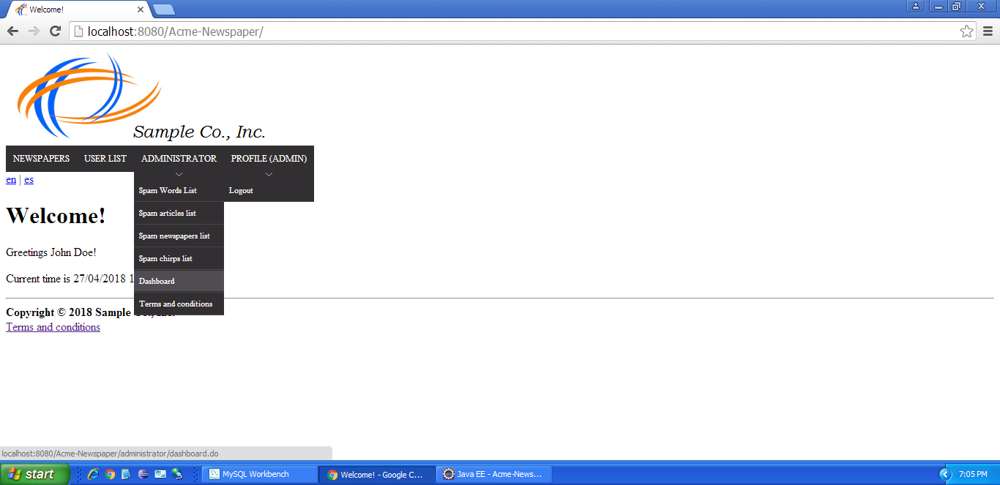 Welcome!
localhost:8080/Acme-Newspaper/
Sample Co., Inc.
NEWSPAPERS USER LIST ADMINISTRATOR PROFILE (ADMIN)
en | es
Spam Words List
Logout
Spam articles list
Spam newspapers list
Spam chirps list
Dashboard
Terms and conditions
Welcome!
Greetings John Doe!
Current time is 27/04/2018 1
Copyright © 2018 Sample
Terms and conditions
localhost:8080/Acme-Newspaper/administrator/dashboard.do
start
MySQL Workbench
Welcome! - Google C...
Java EE - Acme-News...
7:05 PM